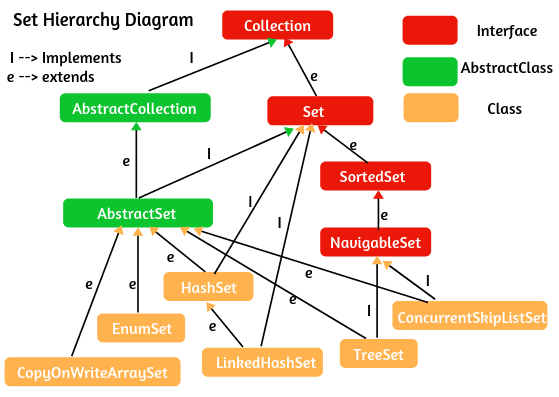 Set Hierarchy Diagram
Collection
Interface
I --> Implements
e --> extends
I
e
AbstractClass
AbstractCollection
Set
Class
e
I
e
SortedSet
AbstractSet
I
I
e
NavigableSet
e
e
e
e
e
I
HashSet
I
EnumSet
e
ConcurrentSkipListSet
CopyOnWriteArraySet
LinkedHashSet
TreeSet